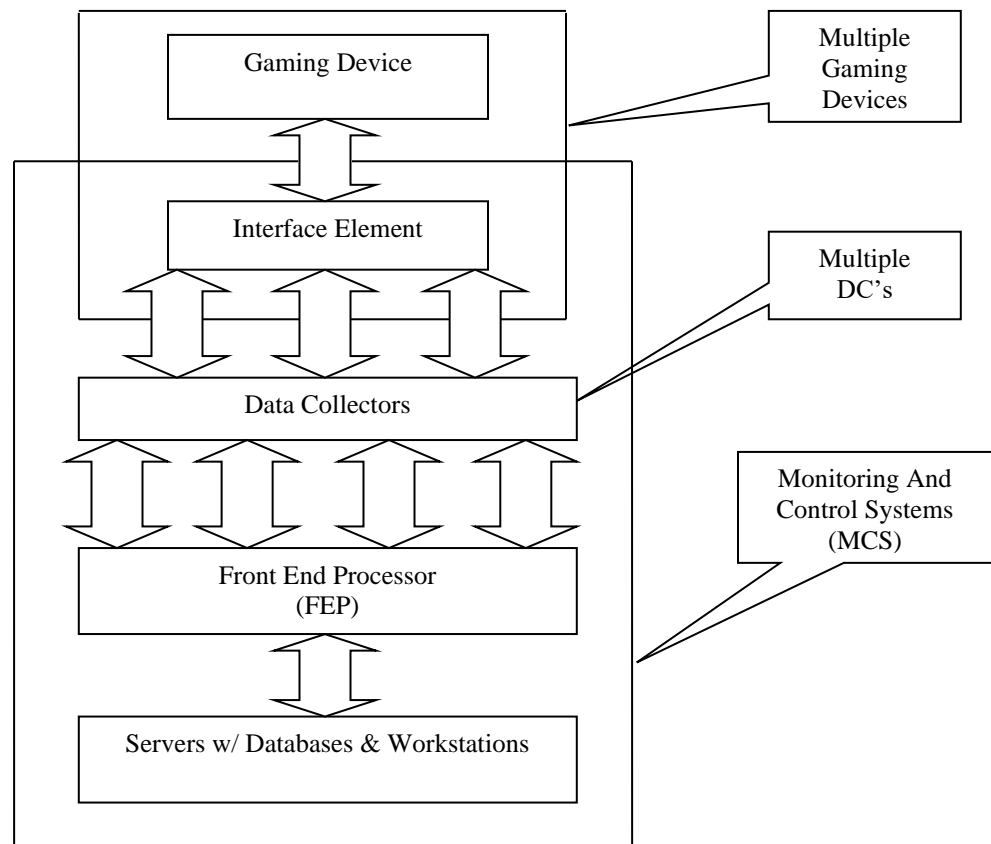 Gaming Device
Multiple
Gaming
Devices
Interface Element
Multiple
DC's
Data Collectors
Monitoring And
Control Systems
(MCS)
Front End Processor
(FEP)
Servers w/ Databases & Workstations